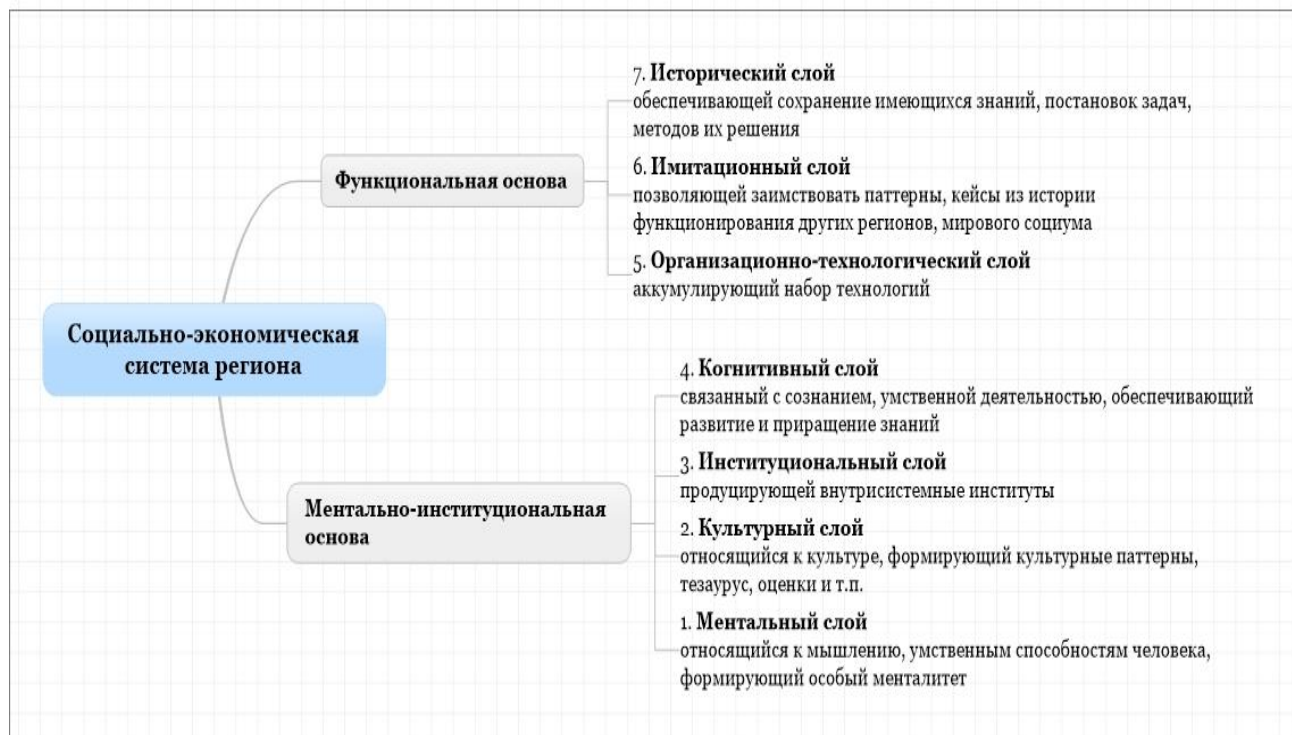 Социально-экономическая
система региона
Функциональная основа
7. Исторический слой
обеспечивающей сохранение имеющихся знаний, постановок задач,
методов их решения
6. Имитационный слой
позволяющей заимствовать паттерны, кейсы из истории
функционирования других регионов, мирового социума
5. Организационно-технологический слой
аккумулирующий набор технологий
Ментально-институциональная
основа
4. Когнитивный слой
связанный с сознанием, умственной деятельностью, обеспечивающий
развитие и приращение знаний
3. Институциональный слой
продуцирующей внутрисистемные институты
2. Культурный слой
относящийся к культуре, формирующий культурные паттерны,
тезаурус, оценки и т.п.
1. Ментальный слой
относящийся к мышлению, умственным способностям человека,
формирующий особый менталитет